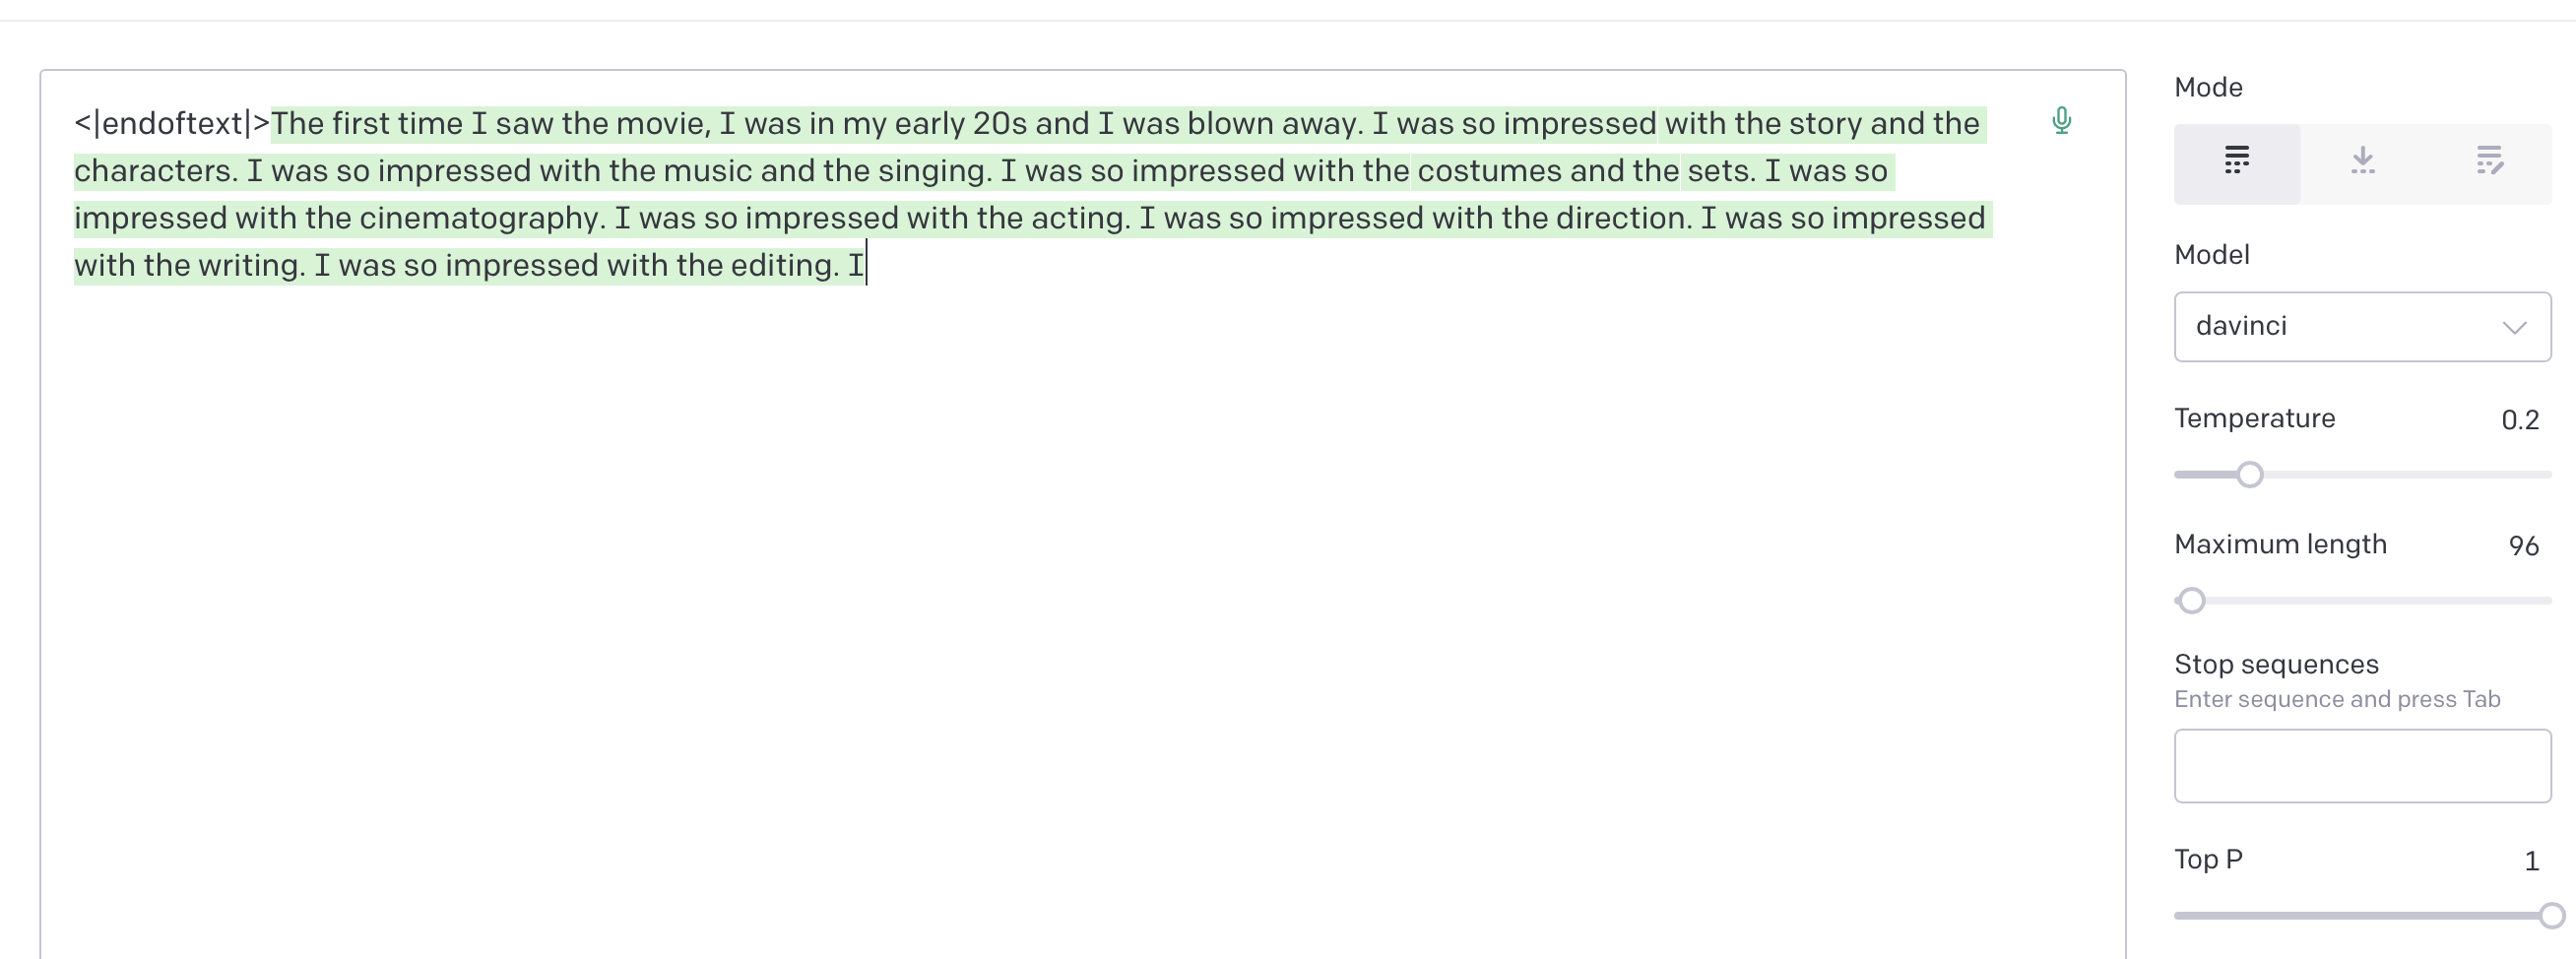 <|endoftext|>The first time I saw the movie, I was in my early 20s and I was blown away. I was so impressed with the story and the
characters. I was so impressed with the music and the singing. I was so impressed with the costumes and the sets. I was so
impressed with the cinematography. I was so impressed with the acting. I was so impressed with the direction. I was so impressed
with the writing. I was so impressed with the editing. I
Mode
Model
davinci
Temperature 0.2
Maximum length 96
Stop sequences
Enter sequence and press Tab
Top P 1